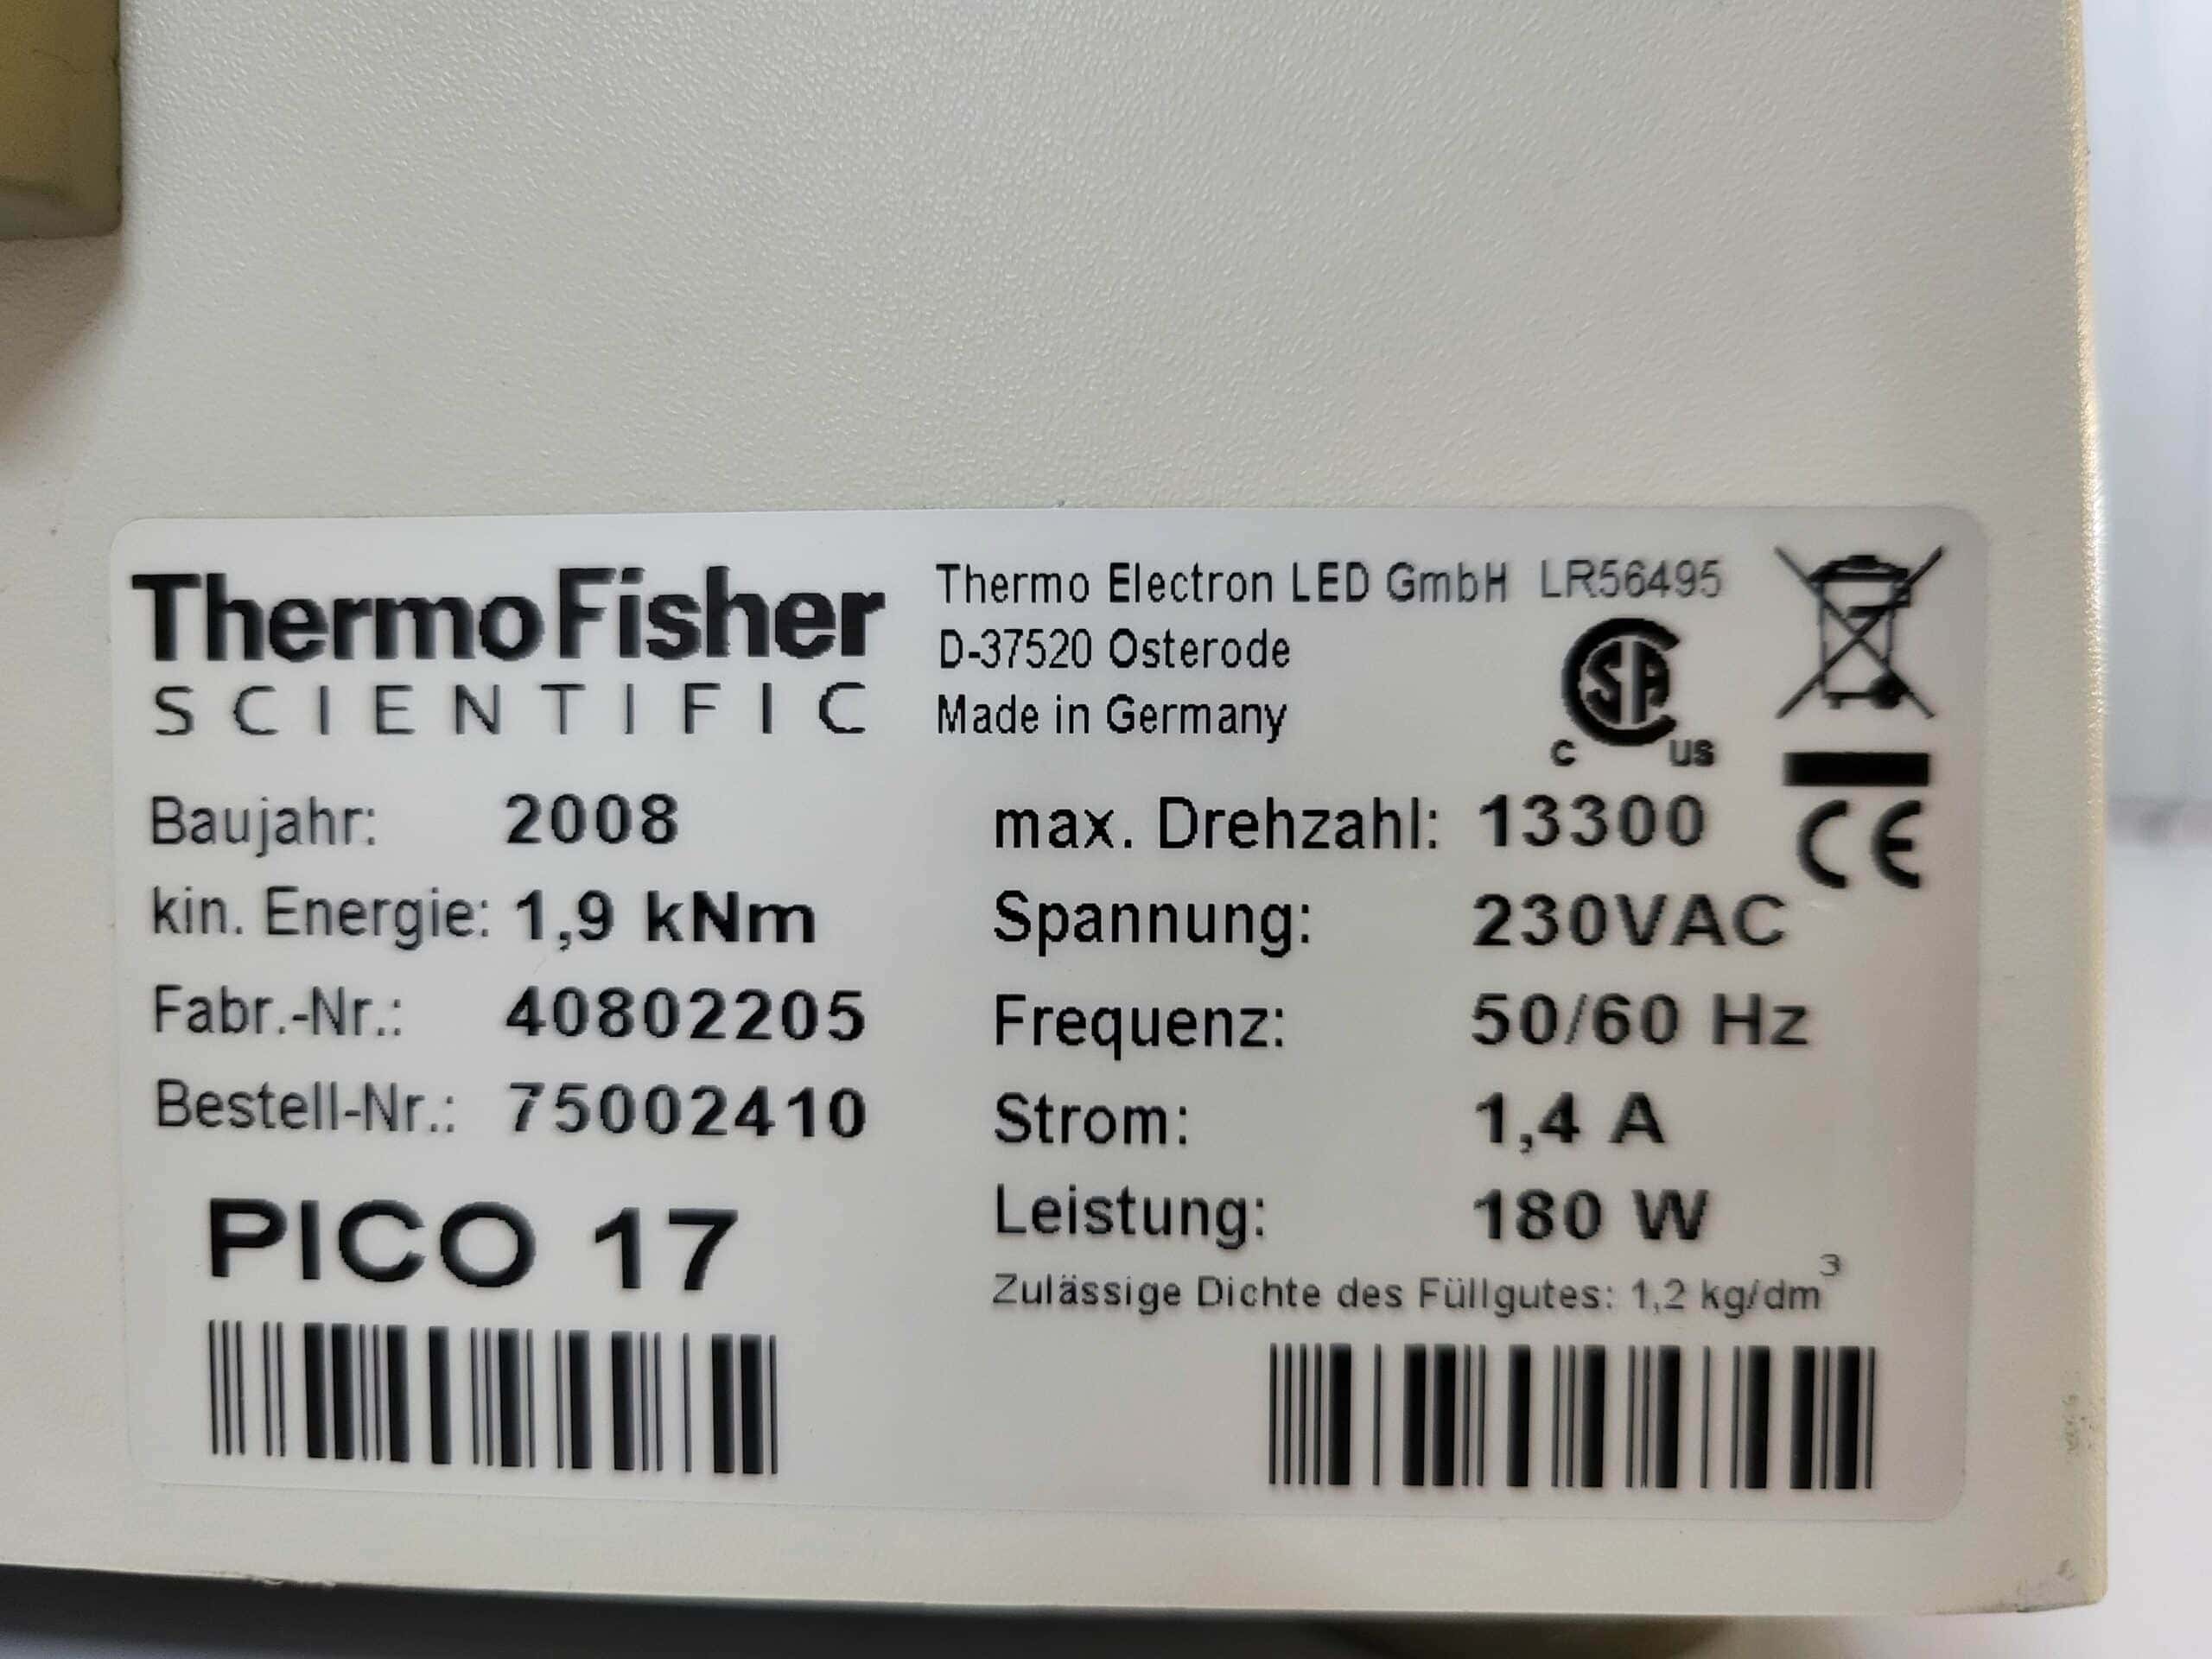 ThermoFisher
SCIENTIFIC
Thermo Electron LED GmbH LR56495
D-37520 Osterode
Made in Germany
CSA
C US
CE
Baujahr: 2008
kin. Energie: 1,9 kNm
Fabr.-Nr.: 40802205
Bestell-Nr.: 75002410
PICO 17
max. Drehzahl: 13300
Spannung: 230VAC
Frequenz: 50/60 Hz
Strom: 1,4 A
Leistung: 180 W
Zulässige Dichte des Füllgutes: 1,2 kg/dm³